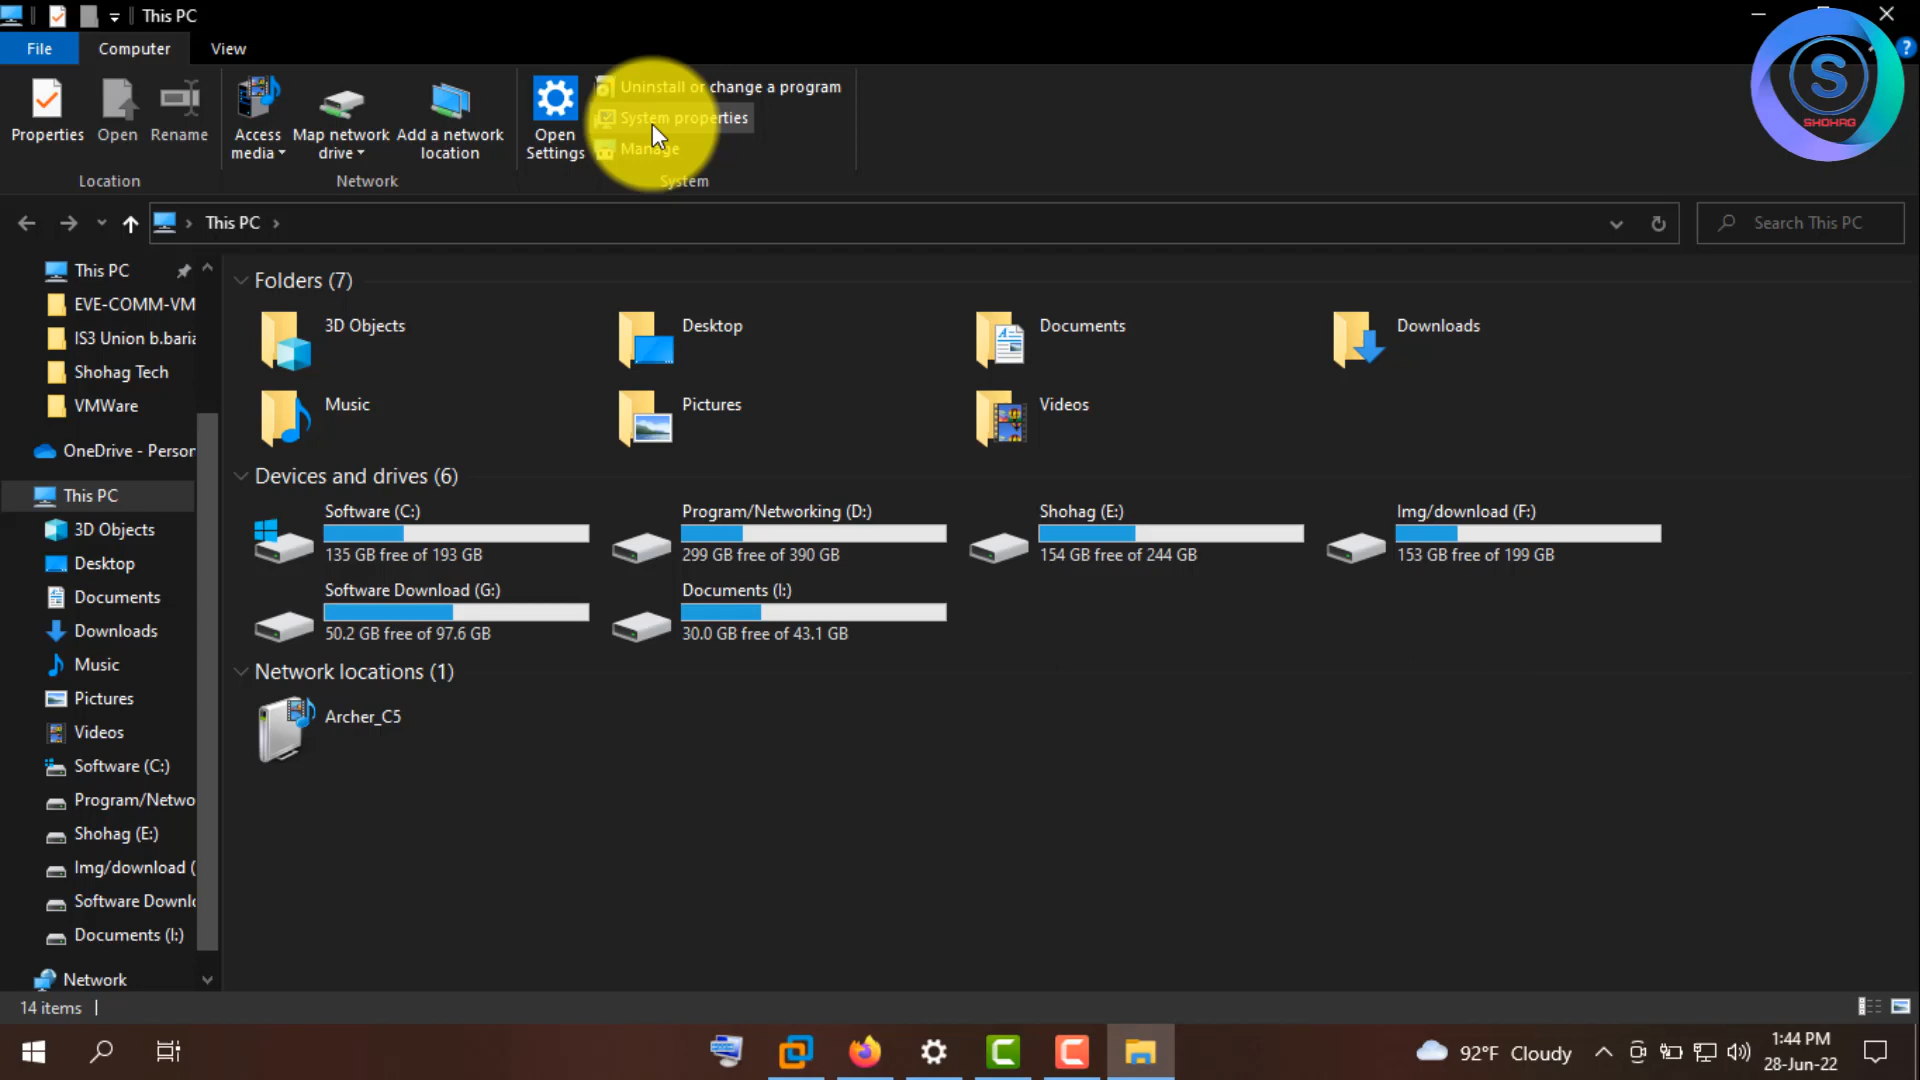 This PC
File
Computer
View
Properties
Open
Rename
Access media
Map network drive
Add a network location
Open Settings
Uninstall or change a program
System properties
Manage
Location
Network
System
This PC
Search This PC
SHOHAG
This PC
EVE-COMM-VM
IS3 Union b.baria
Shohag Tech
VMWare
OneDrive - Person
This PC
3D Objects
Desktop
Documents
Downloads
Music
Pictures
Videos
Software (C:)
Program/Netwo
Shohag (E:)
Img/download (
Software Downlo
Documents (I:)
Network
Folders (7)
3D Objects
Desktop
Documents
Downloads
Music
Pictures
Videos
Devices and drives (6)
Software (C:)
135 GB free of 193 GB
Program/Networking (D:)
299 GB free of 390 GB
Shohag (E:)
154 GB free of 244 GB
Img/download (F:)
153 GB free of 199 GB
Software Download (G:)
50.2 GB free of 97.6 GB
Documents (I:)
30.0 GB free of 43.1 GB
Network locations (1)
Archer_C5
14 items
92°F Cloudy
1:44 PM
28-Jun-22